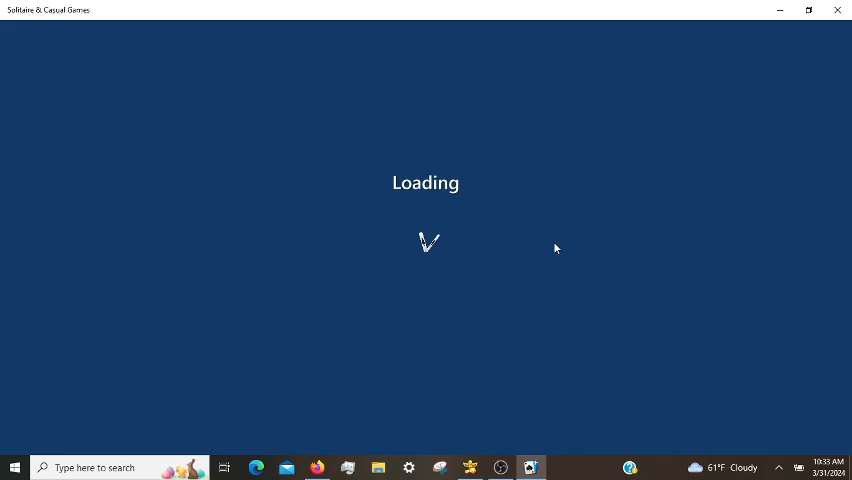 Solitaire & Casual Games
Loading
Type here to search
61°F Cloudy
10:33 AM
3/31/2024